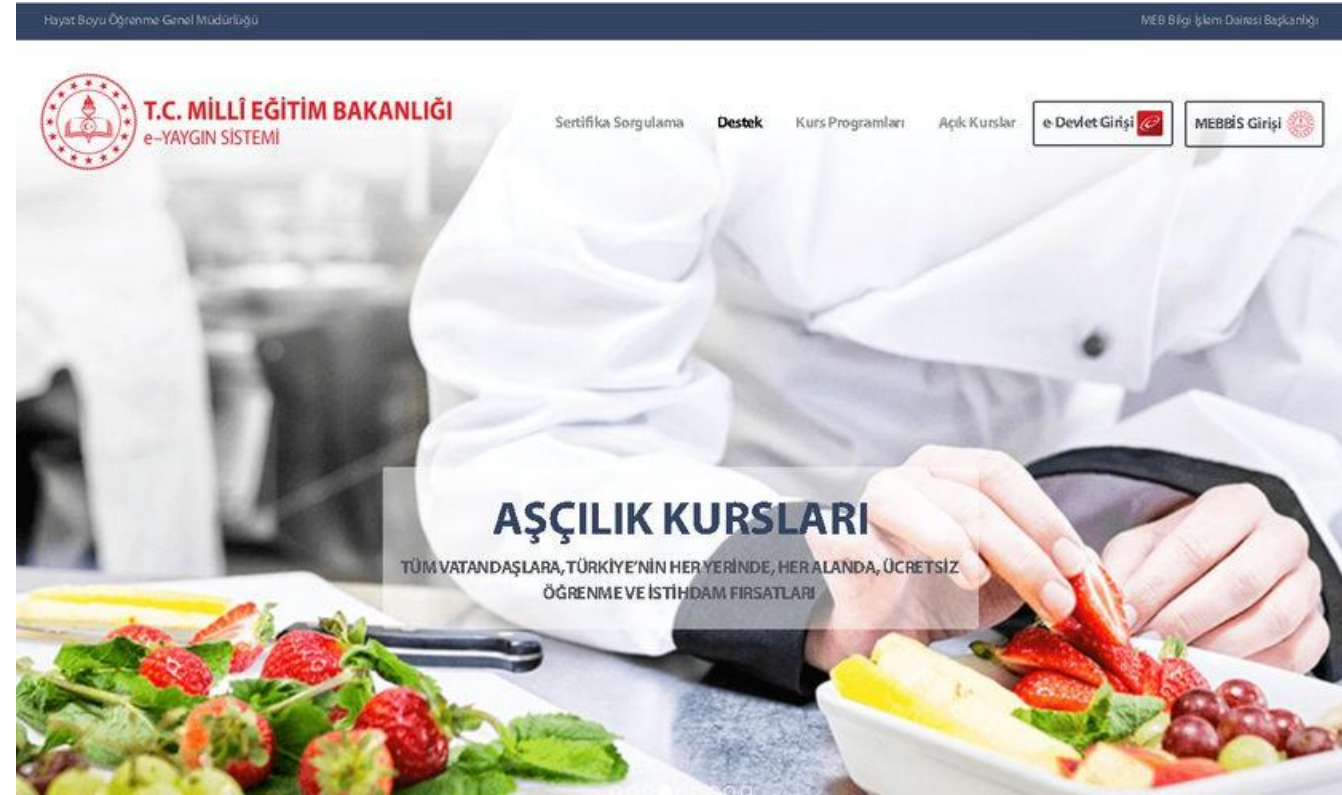 Hayat Boyu Öğrenme Genel Müdürlüğü
MEB Bilgi İşlem Dairesi Başkanlığı
T.C. MİLLÎ EĞİTİM BAKANLIĞI
e-YAYGIN SİSTEMİ
Sertifika Sorgulama
Destek
Kurs Programları
Açık Kurslar
e-Devlet Girişi
MEBBİS Girişi
AŞÇILIK KURSLARI
TÜM VATANDAŞLARA, TÜRKİYE'NİN HER YERİNDE, HER ALANDA, ÜCRETSİZ
ÖĞRENME VE İSTİHDAM FIRSATLARI